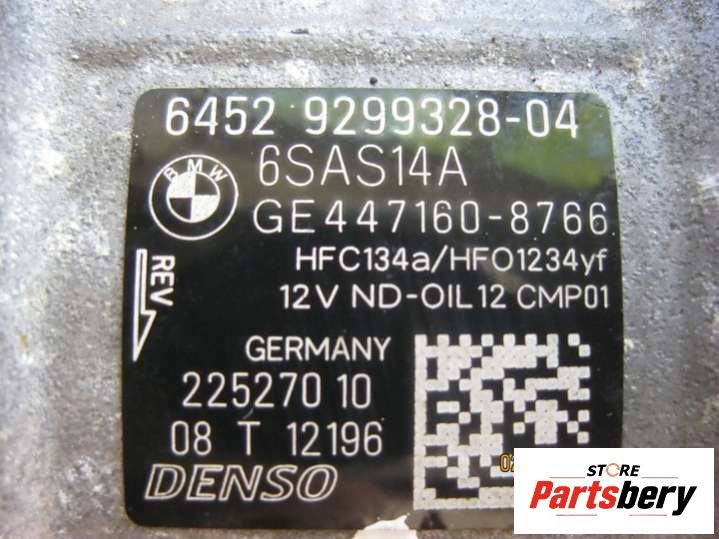 6452 9299328-04
BMW
6SAS14A
GE447160-8766
HFC134a/HFO1234yf
REV
12V ND-OIL12 CMP01
GERMANY
225270 10
08 T 12196
DENSO
STORE
Partsbery